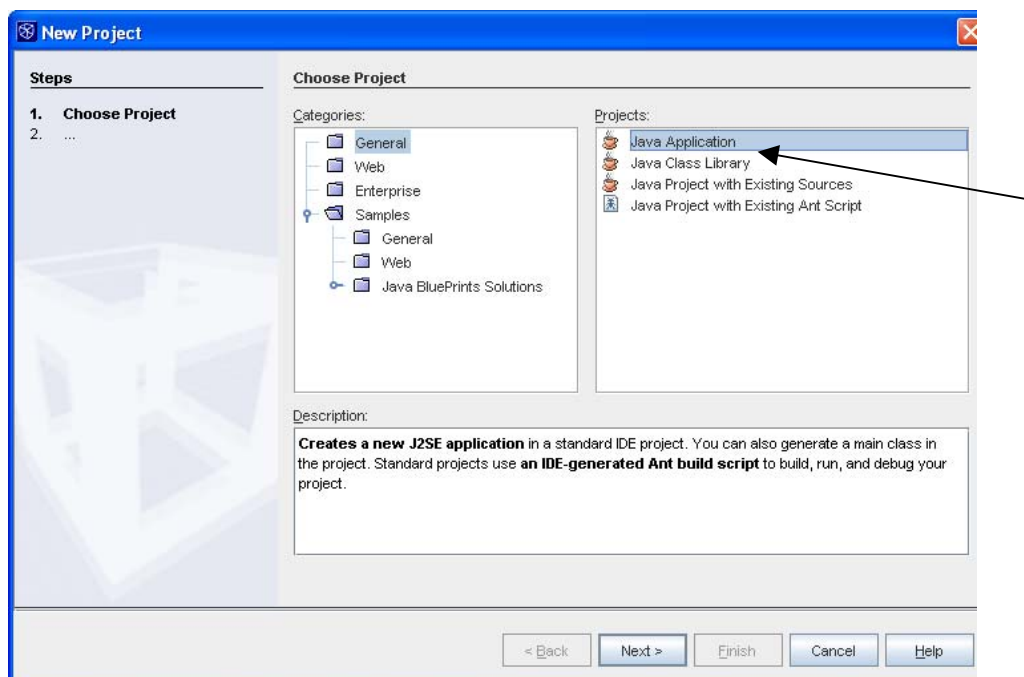 New Project
Steps
1. Choose Project
2. ...
Choose Project
Categories:
General
Web
Enterprise
Samples
General
Web
Java BluePrints Solutions
Projects:
Java Application
Java Class Library
Java Project with Existing Sources
Java Project with Existing Ant Script
Description:
Creates a new J2SE application in a standard IDE project. You can also generate a main class in
the project. Standard projects use an IDE-generated Ant build script to build, run, and debug your
project.
< Back
Next >
Finish
Cancel
Help